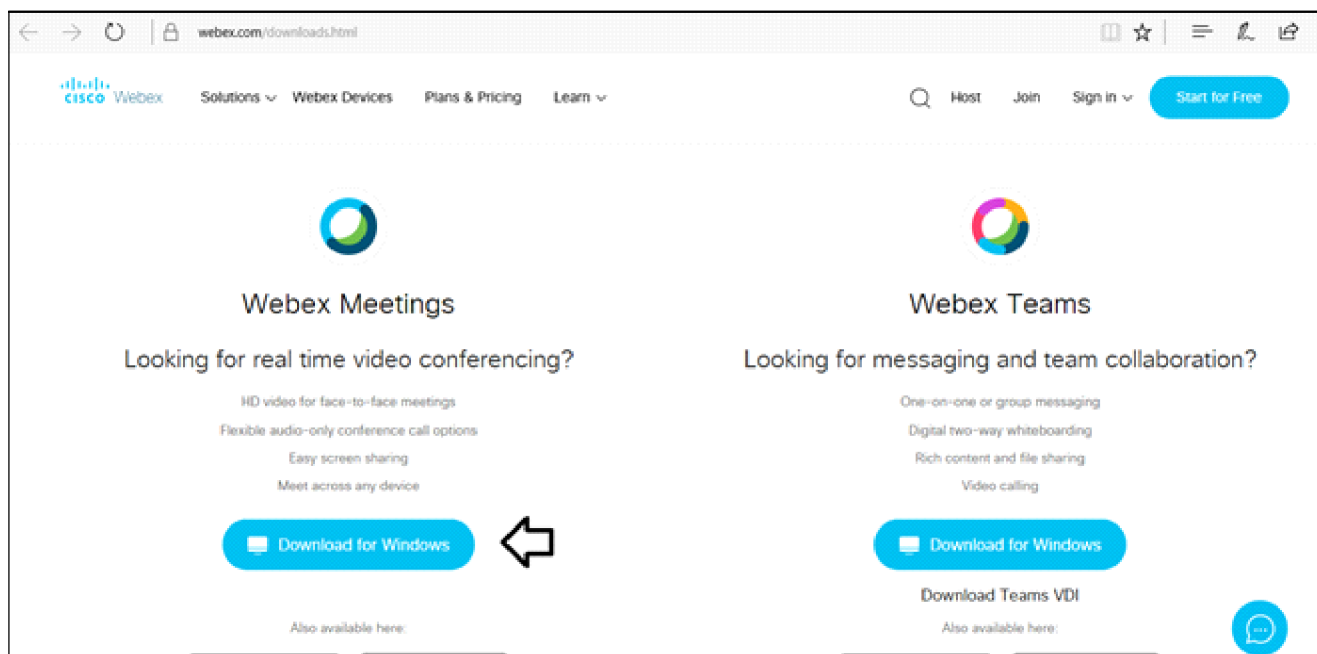 webex.com/downloads.html
cisco Webex Solutions Webex Devices Plans & Pricing Learn Host Join Sign in Start for Free
Webex Meetings
Looking for real time video conferencing?
HD video for face-to-face meetings
Flexible audio-only conference call options
Easy screen sharing
Meet across any device
Download for Windows
Also available here:
Webex Teams
Looking for messaging and team collaboration?
One-on-one or group messaging
Digital two-way whiteboarding
Rich content and file sharing
Video calling
Download for Windows
Download Teams VDI
Also available here: